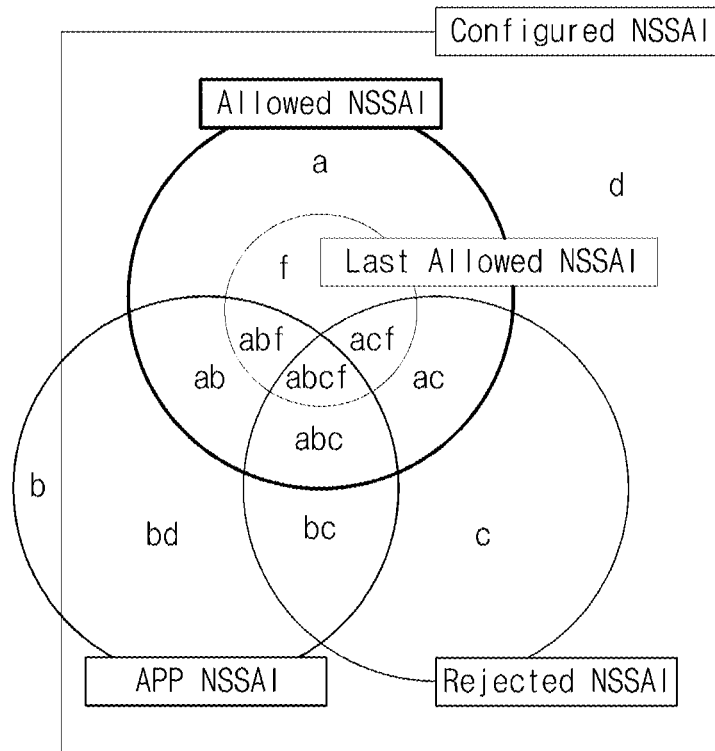 Configured NSSAI
Allowed NSSAI
a
d
f
Last Allowed NSSAI
abf
acf
ab
abcf
ac
abc
b
bd
bc
c
APP NSSAI
Rejected NSSAI